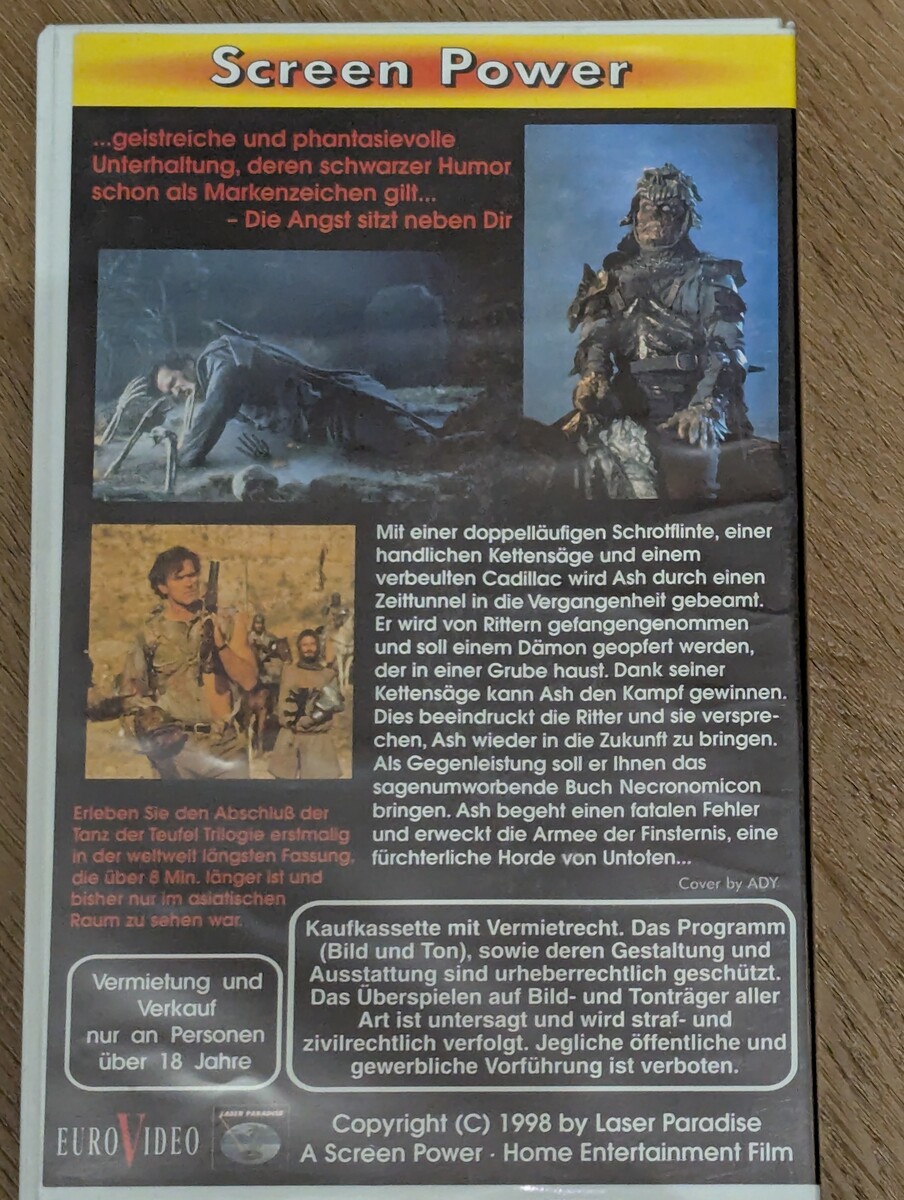 Screen Power
...geistreiche und phantasievolle
Unterhaltung, deren schwarzer Humor
schon als Markenzeichen gilt...
– Die Angst sitzt neben Dir
Mit einer doppelläufigen Schrotflinte, einer
handlichen Kettensäge und einem
verbeulten Cadillac wird Ash durch einen
Zeittunnel in die Vergangenheit gebeamt.
Er wird von Rittern gefangengenommen
und soll einem Dämon geopfert werden,
der in einer Grube haust. Dank seiner
Kettensäge kann Ash den Kampf gewinnen.
Dies beeindruckt die Ritter und sie verspre-
chen, Ash wieder in die Zukunft zu bringen.
Als Gegenleistung soll er Ihnen das
sagenumworbende Buch Necronomicon
bringen. Ash begeht einen fatalen Fehler
und erweckt die Armee der Finsternis, eine
fürchterliche Horde von Untoten...
Cover by ADY
Erleben Sie den Abschluß der
Tanz der Teufel Trilogie erstmalig
in der weltweit längsten Fassung,
die über 8 Min. länger ist und
bisher nur im asiatischen
Raum zu sehen war.
Vermietung und
Verkauf
nur an Personen
über 18 Jahre
Kaufkassette mit Vermietrecht. Das Programm
(Bild und Ton), sowie deren Gestaltung und
Ausstattung sind urheberrechtlich geschützt.
Das Überspielen auf Bild- und Tonträger aller
Art ist untersagt und wird straf- und
zivilrechtlich verfolgt. Jegliche öffentliche und
gewerbliche Vorführung ist verboten.
EUROVIDEO
LASER PARADISE
Copyright (C) 1998 by Laser Paradise
A Screen Power · Home Entertainment Film